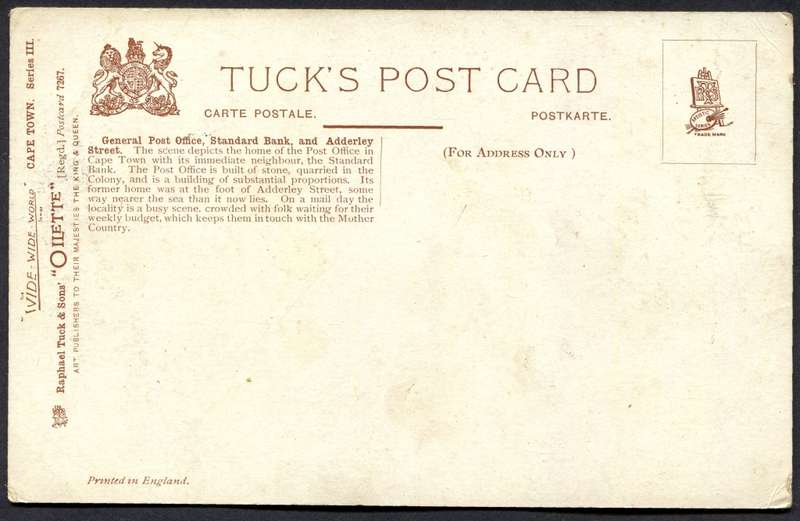 TUCK'S POST CARD
CARTE POSTALE.
POSTKARTE.
General Post Office, Standard Bank, and Adderley
Street. The scene depicts the home of the Post Office in
Cape Town with its immediate neighbour, the Standard
Bank. The Post Office is built of stone, quarried in the
Colony, and is a building of substantial proportions. Its
former home was at the foot of Adderley Street, some
way nearer the sea than it now lies. On a mail day the
locality is a busy scene. crowded with folk waiting for their
weekly budget, which keeps them in touch with the Mother
Country.
(FOR ADDRESS ONLY )
TRADE MARK
"WIDE-WIDE-WORLD" CAPE TOWN. Series III.
Raphael Tuck & Sons' "OILETTE" [Regd.] Postcard 7267.
ART PUBLISHERS TO THEIR MAJESTIES THE KING & QUEEN.
Printed in England.